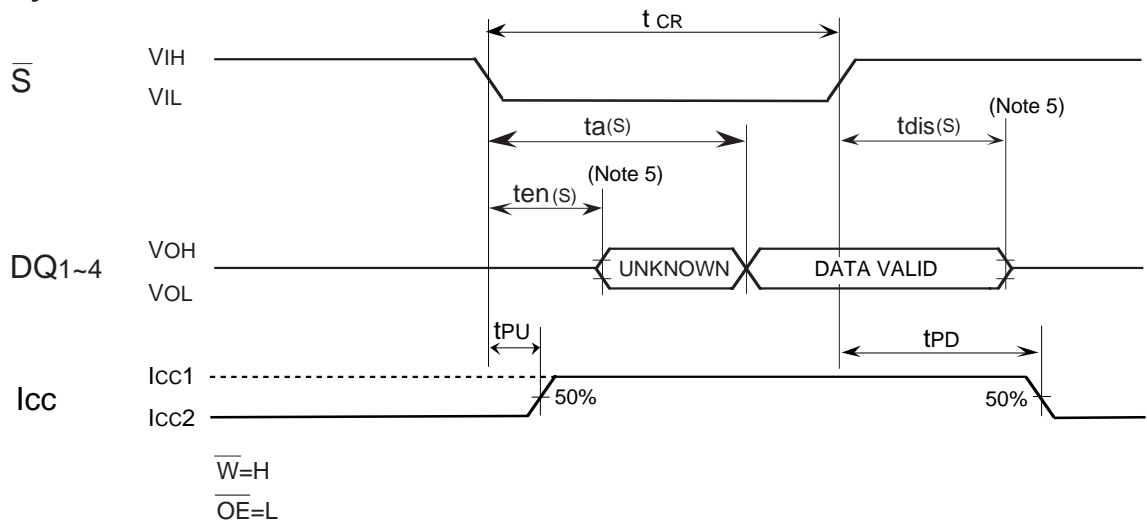 t CR
S
VIH
VIL
(Note 5)
ta(S)
tdis(S)
(Note 5)
ten(S)
DQ1~4
VOH
VOL
UNKNOWN
DATA VALID
tPU
tPD
Icc
Icc1
Icc2
50%
50%
W=H
OE=L